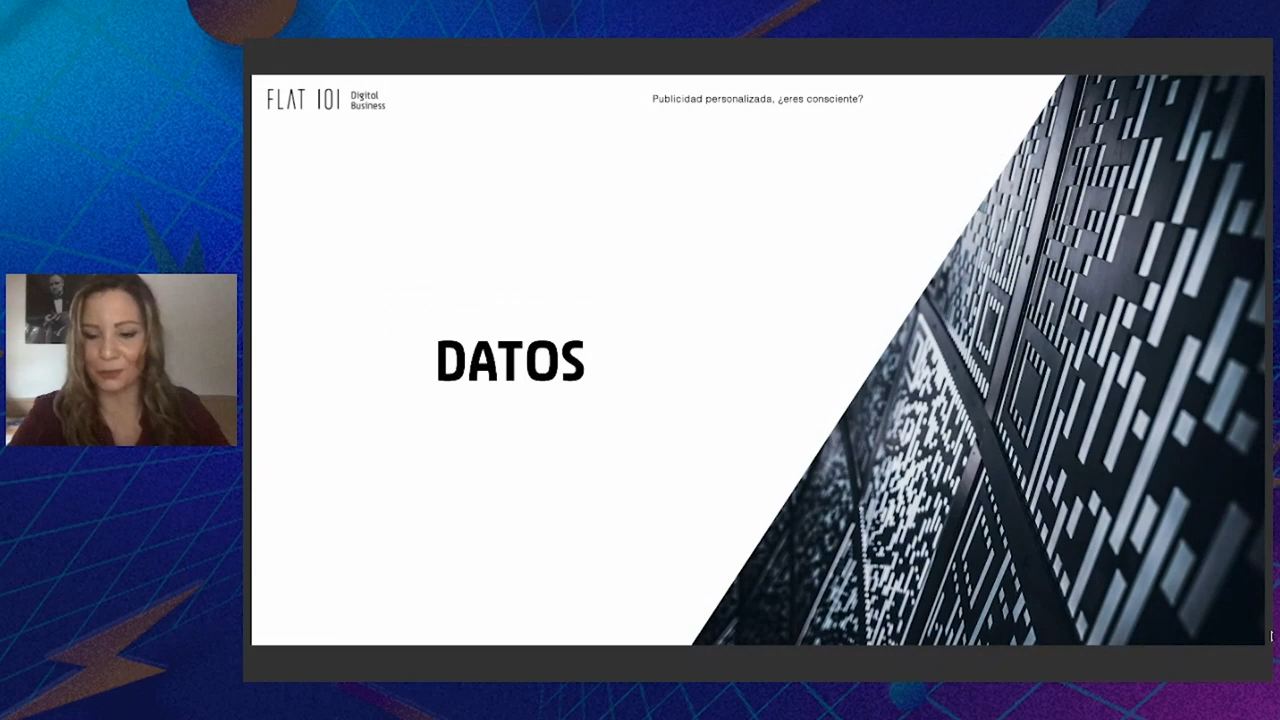 FLAT 101
Digital
Business
Publicidad personalizada, ¿eres consciente?
DATOS